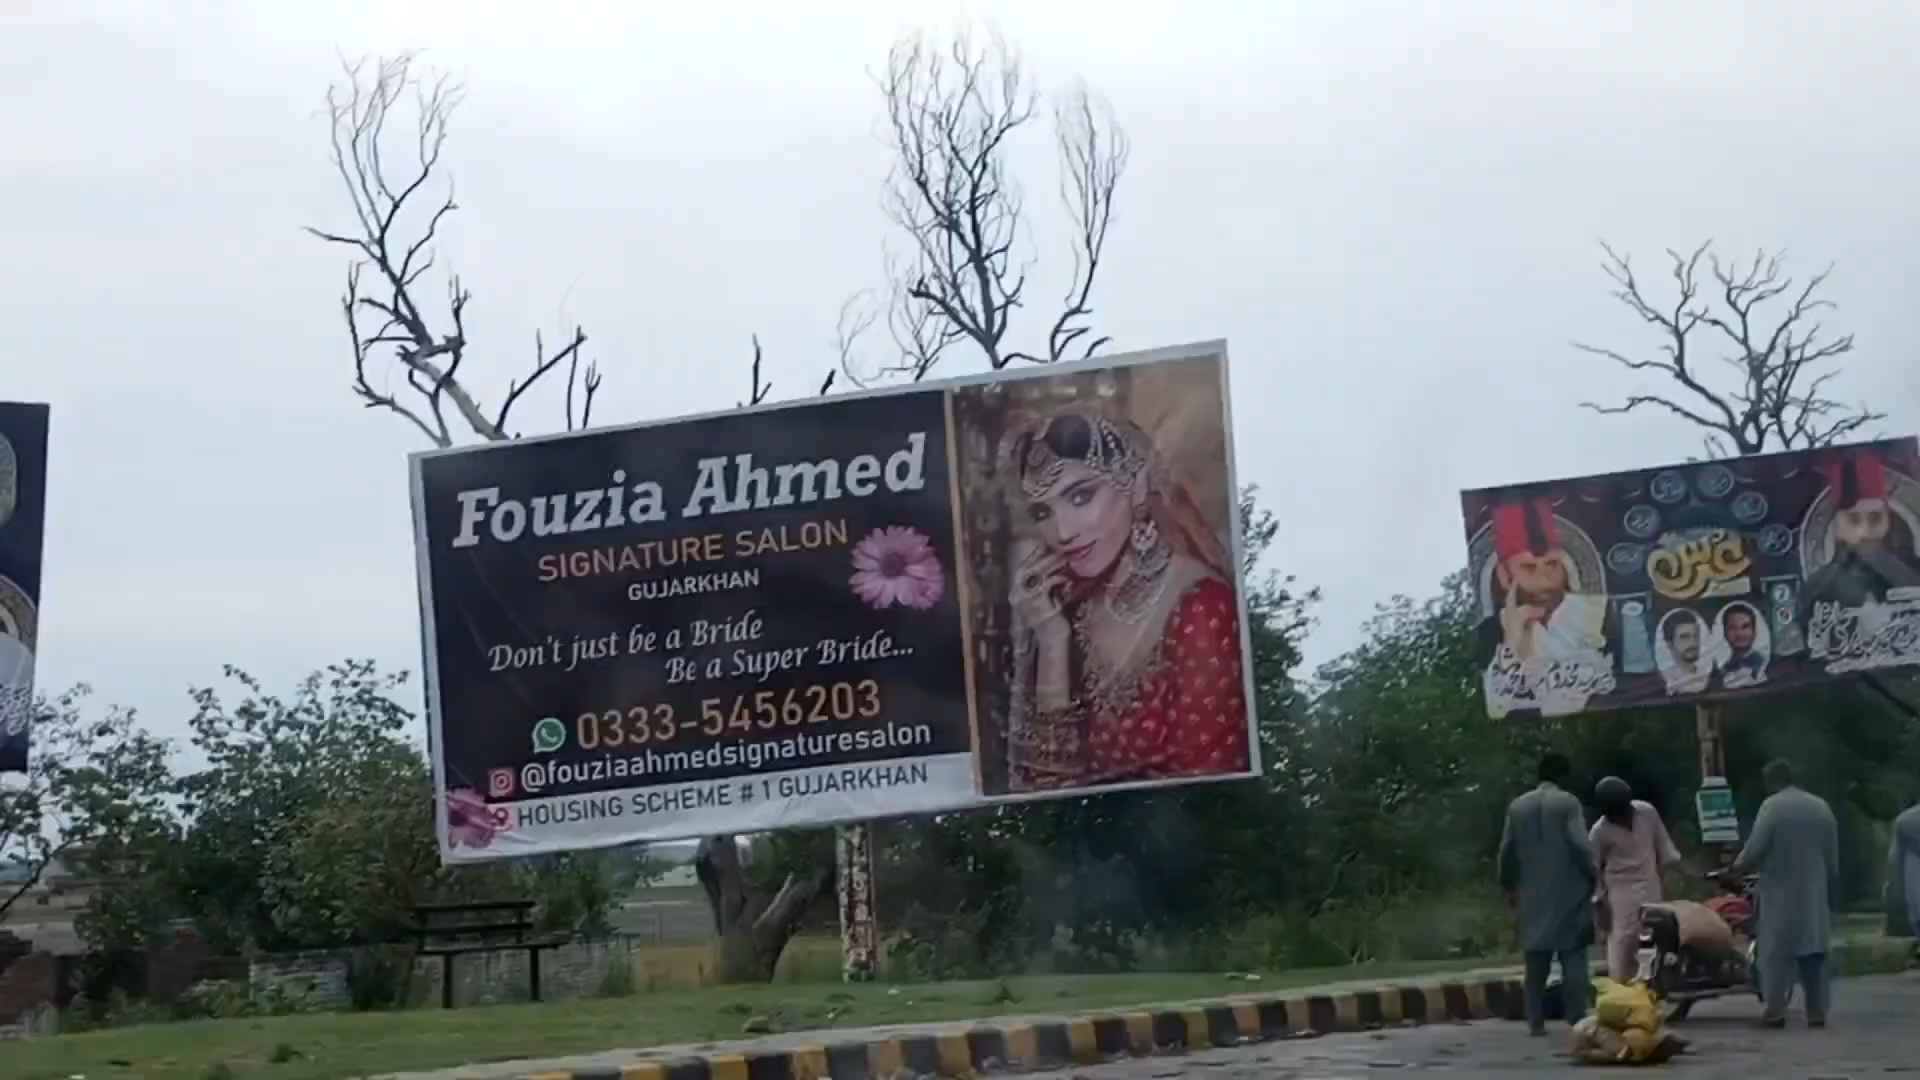 Fouzia Ahmed
SIGNATURE SALON
GUJARKHAN
Don't just be a Bride
Be a Super Bride...
0333-5456203
@fouziaahmedsignaturesalon
HOUSING SCHEME # 1 GUJARKHAN
عرس